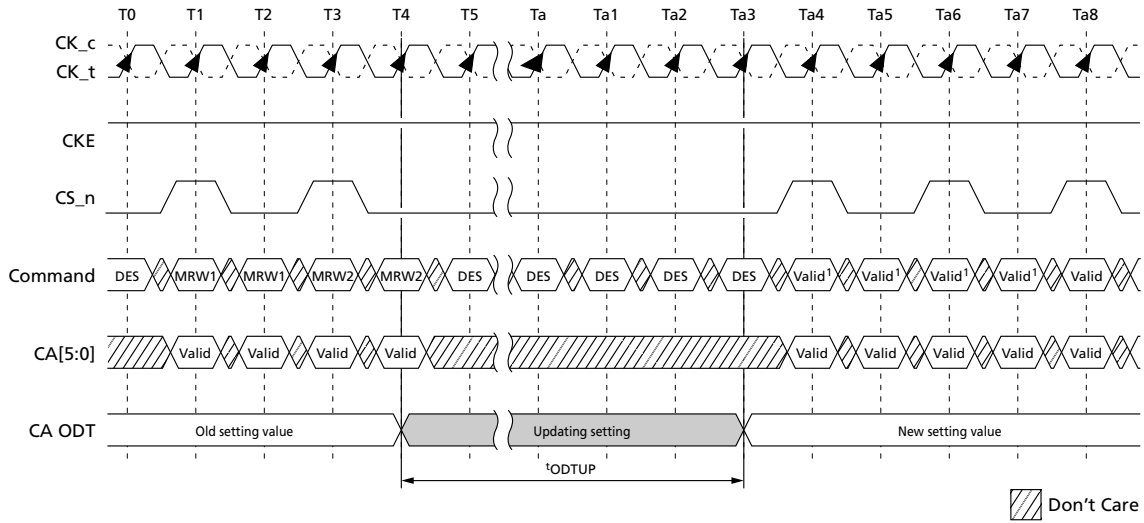 T0 T1 T2 T3 T4 T5 Ta Ta1 Ta2 Ta3 Ta4 Ta5 Ta6 Ta7 Ta8
CK_c
CK_t
CKE
CS_n
Command DES MRW1 MRW1 MRW2 MRW2 DES DES DES DES DES Valid¹ Valid¹ Valid¹ Valid¹ Valid
CA[5:0] Valid Valid Valid Valid Valid Valid Valid Valid Valid
CA ODT Old setting value Updating setting New setting value
tODTUP
Don't Care